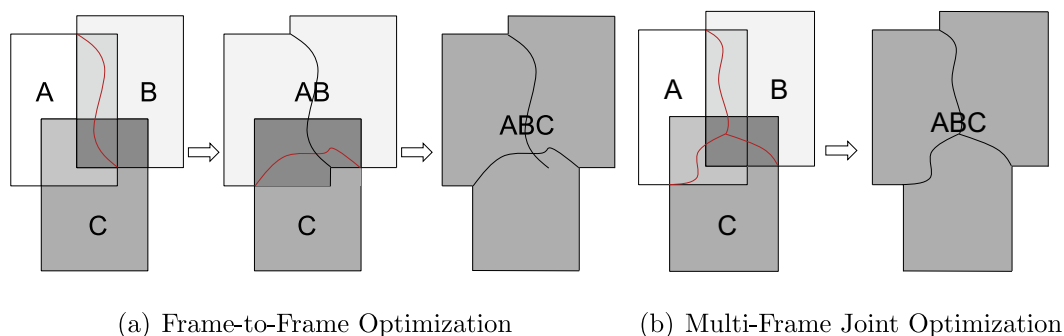 A
B
C
AB
C
ABC
A
B
C
ABC
(a) Frame-to-Frame Optimization
(b) Multi-Frame Joint Optimization